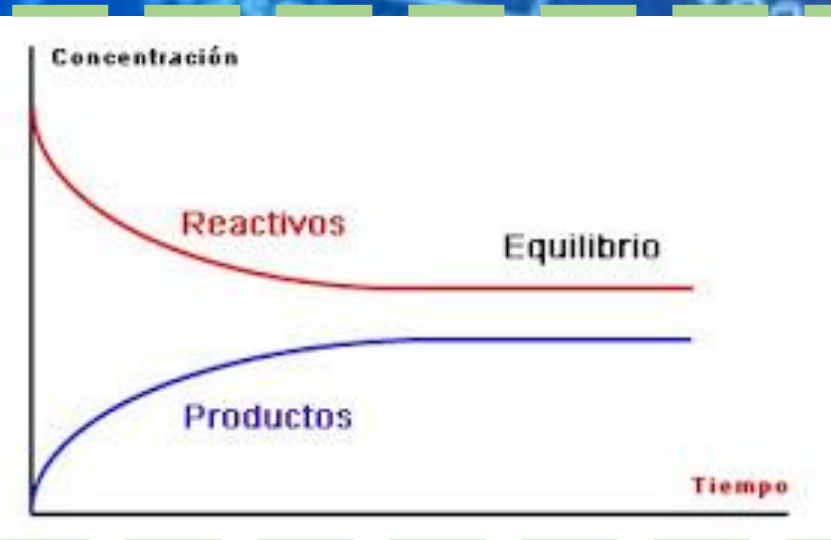 Concentración
Reactivos
Equilibrio
Productos
Tiempo